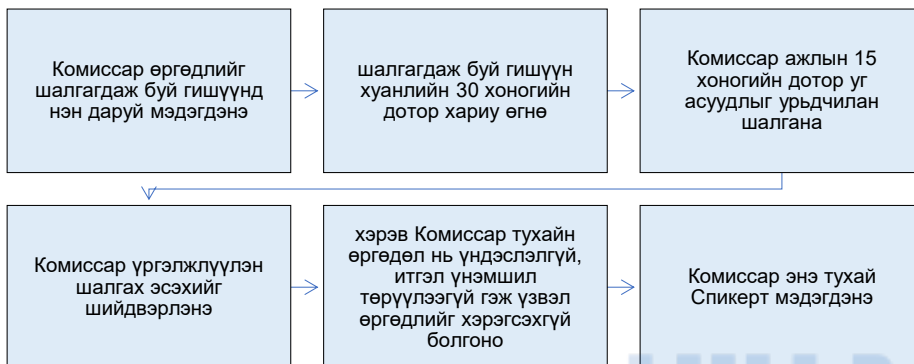 Комиссар өргөдлийг
шалгагдаж буй гишүүнд
нэн даруй мэдэгдэнэ
шалгагдаж буй гишүүн
хуанлийн 30 хоногийн
дотор хариу өгнө
Комиссар ажлын 15
хоногийн дотор уг
асуудлыг урьдчилан
шалгана
Комиссар үргэлжлүүлэн
шалгах эсэхийг
шийдвэрлэнэ
хэрэв Комиссар тухайн
өргөдөл нь үндэслэлгүй,
итгэл үнэмшил
төрүүлээгүй гэж үзвэл
өргөдлийг хэрэгсэхгүй
болгоно
Комиссар энэ тухай
Спикерт мэдэгдэнэ